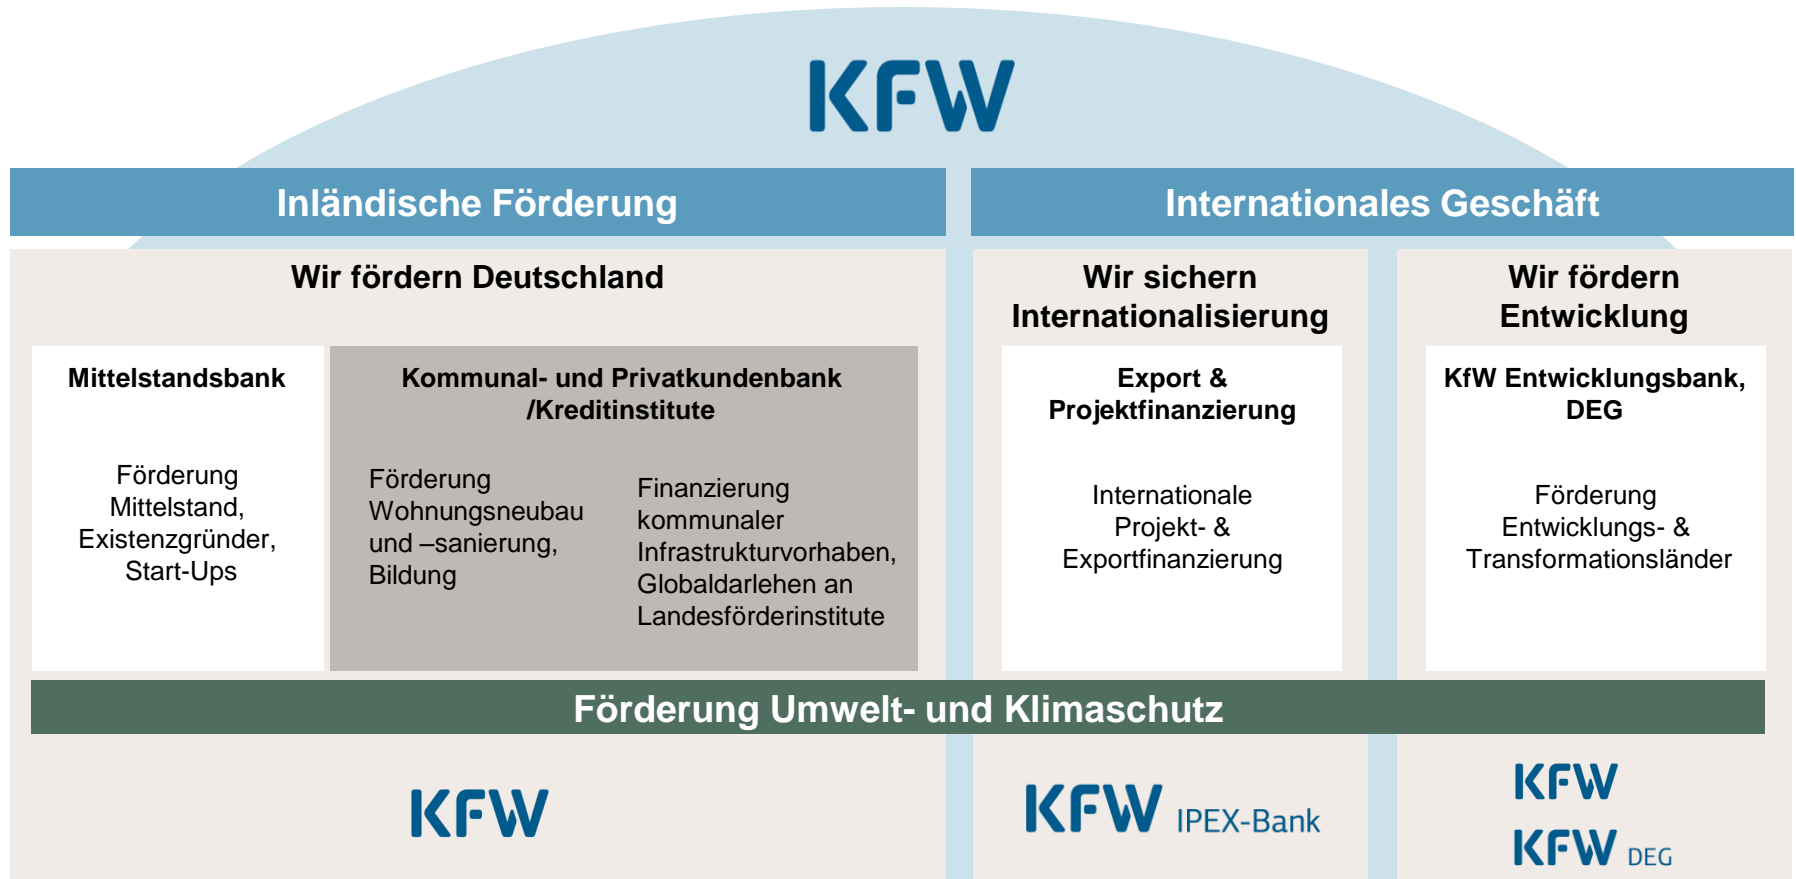 KFW
Inländische Förderung
Internationales Geschäft
Wir fördern Deutschland
Mittelstandsbank
Förderung
Mittelstand,
Existenzgründer,
Start-Ups
Kommunal- und Privatkundenbank
/Kreditinstitute
Förderung
Wohnungsneubau
und –sanierung,
Bildung
Finanzierung
kommunaler
Infrastrukturvorhaben,
Globaldarlehen an
Landesförderinstitute
Wir sichern
Internationalisierung
Export &
Projektfinanzierung
Internationale
Projekt- &
Exportfinanzierung
Wir fördern
Entwicklung
KfW Entwicklungsbank,
DEG
Förderung
Entwicklungs- &
Transformationsländer
Förderung Umwelt- und Klimaschutz
KFW
KFW IPEX-Bank
KFW
KFW DEG